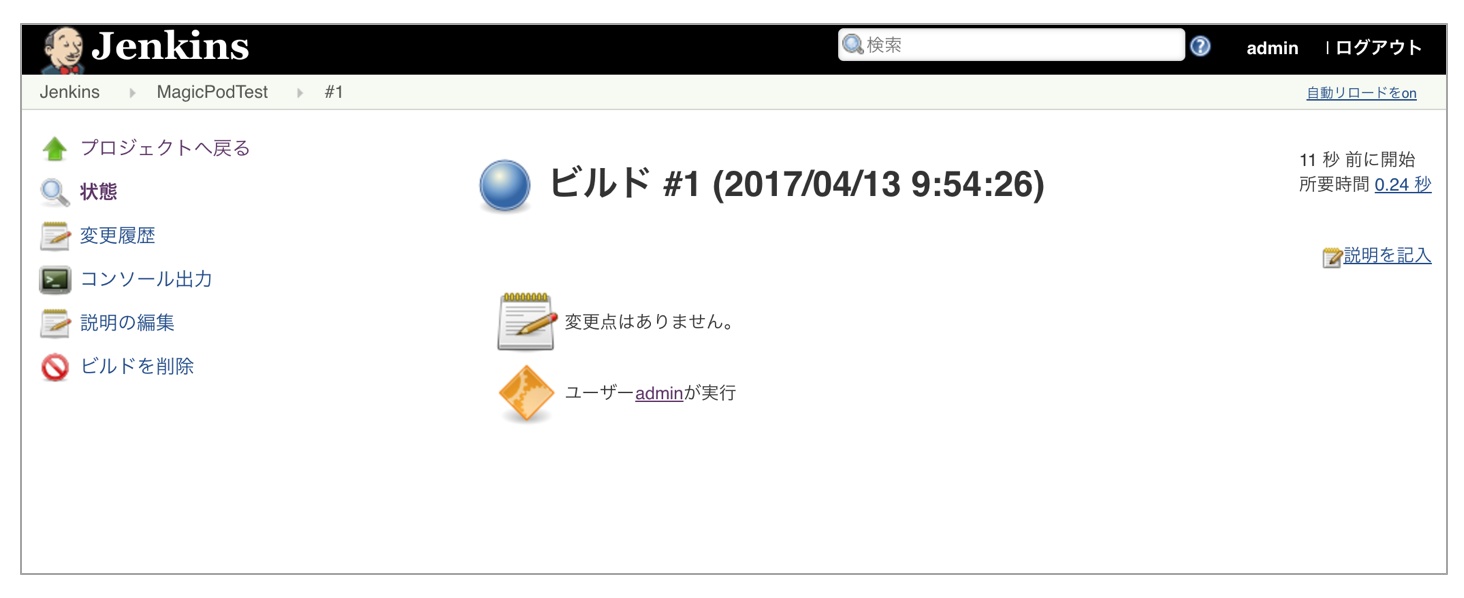 Jenkins
検索
admin
| ログアウト
Jenkins
MagicPodTest
#1
自動リロードをon
プロジェクトへ戻る
状態
変更履歴
コンソール出力
説明の編集
ビルドを削除
ビルド #1 (2017/04/13 9:54:26)
11 秒 前に開始
所要時間 0.24 秒
説明を記入
変更点はありません。
ユーザーadminが実行